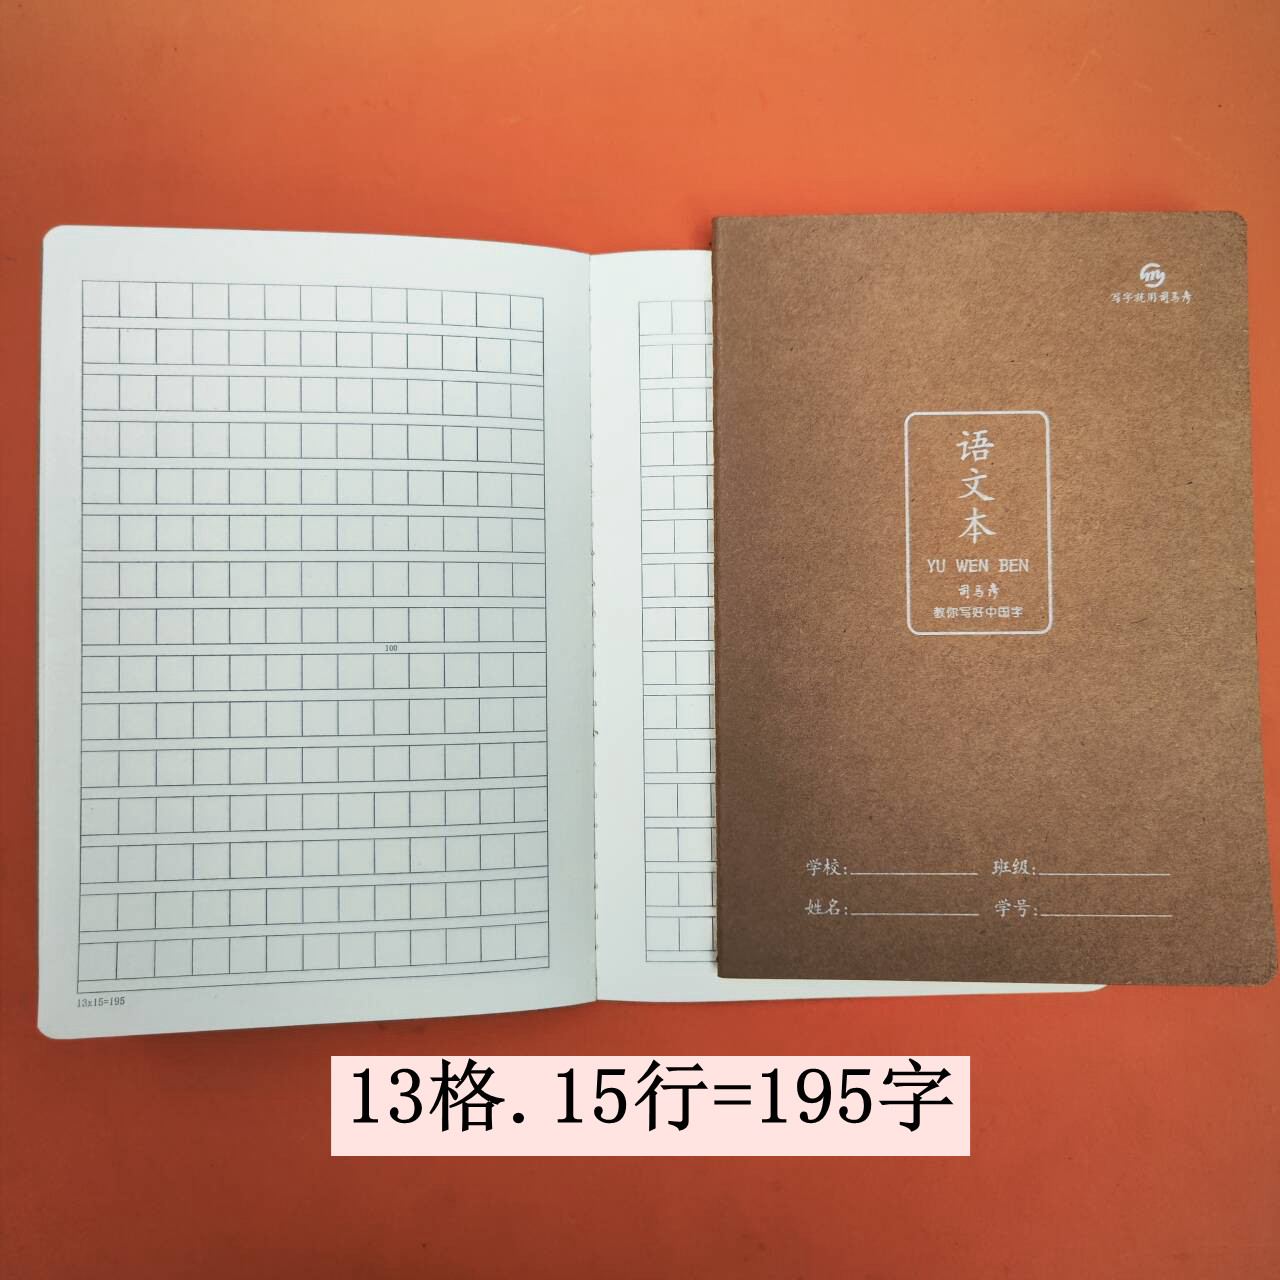 100
13x15=195
写字就用司马彦
语文本
YU WEN BEN
司马彦
教你写好中国字
学校: 班级:
姓名: 学号:
13格.15行=195字